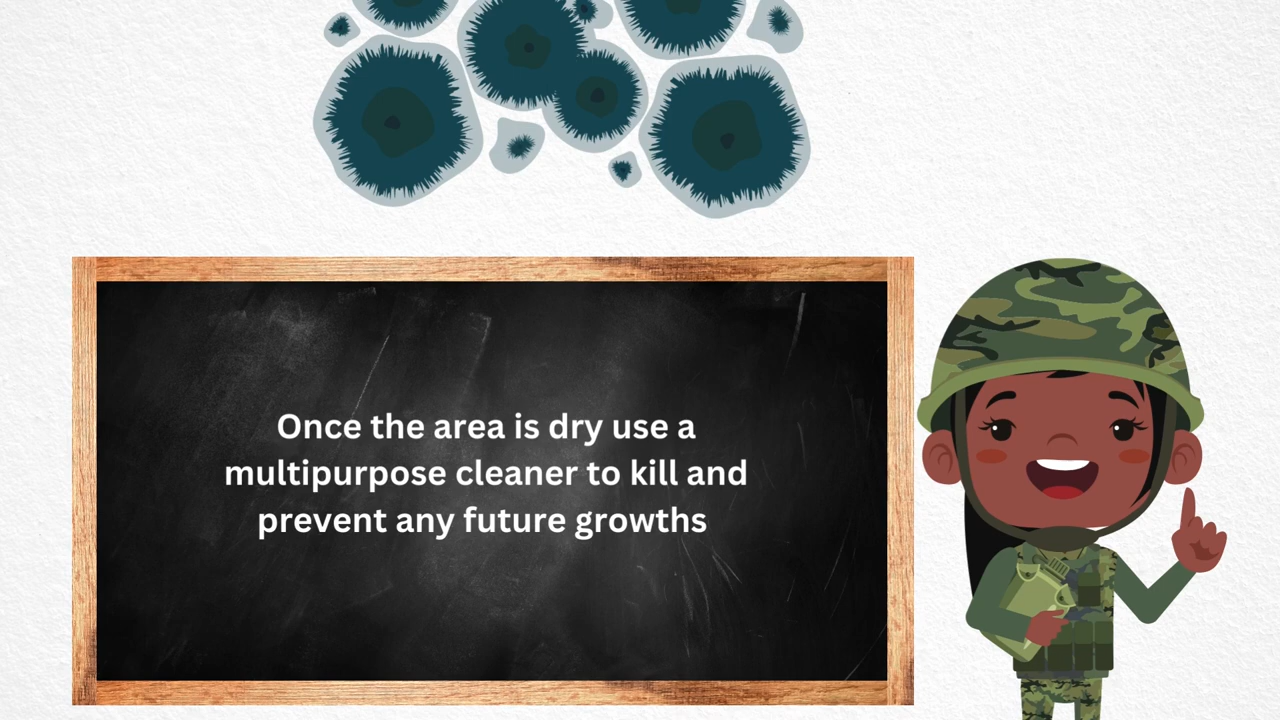 Once the area is dry use a
multipurpose cleaner to kill and
prevent any future growths